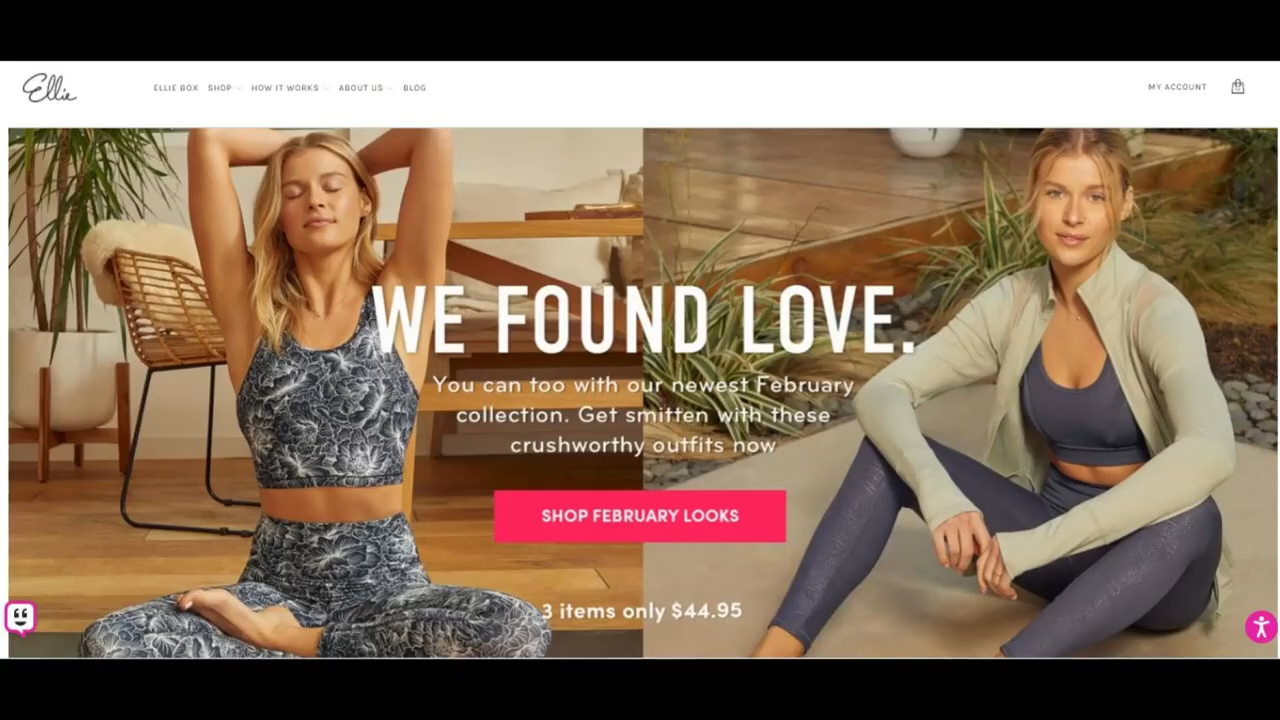 Ellie
ELLIE BOX SHOP HOW IT WORKS ABOUT US BLOG
MY ACCOUNT
WE FOUND LOVE.
You can too with our newest February
collection. Get smitten with these
crushworthy outfits now
SHOP FEBRUARY LOOKS
3 items only $44.95